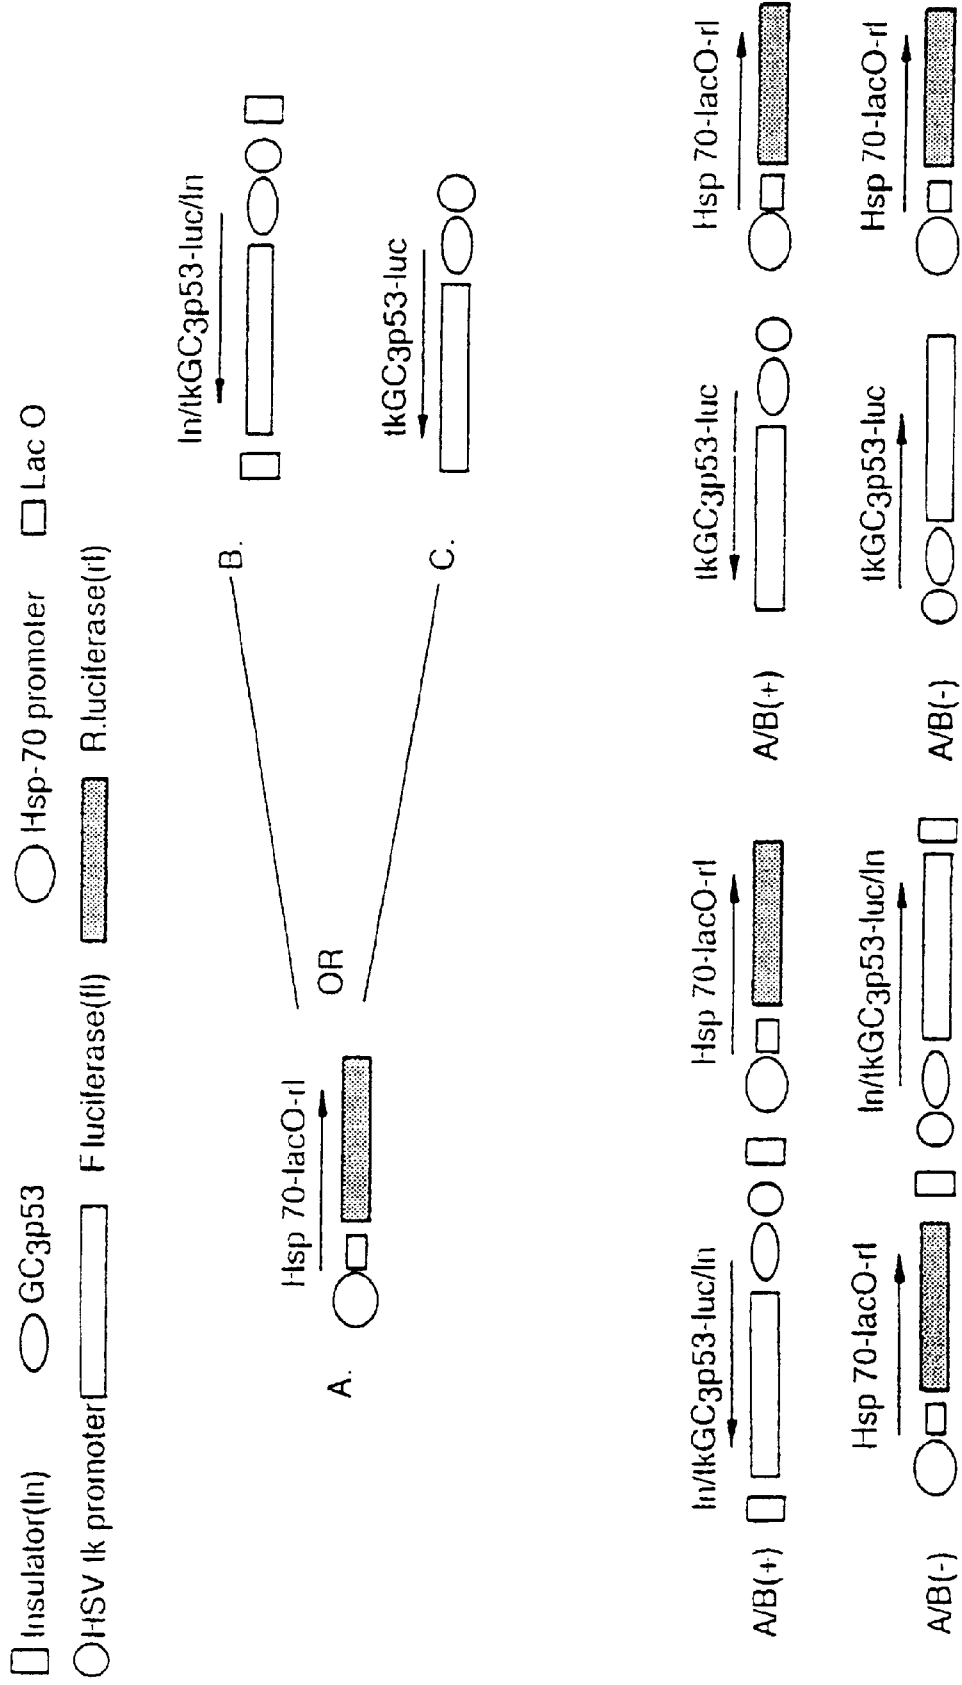 Insulator(In) GC3p53 Hsp-70 promoter Lac O
HSV tk promoter F luciferase(fl) R.luciferase(rl)
A.
Hsp 70-lacO-rl
OR
B.
In/tkGC3p53-luc/In
C.
tkGC3p53-luc
A/B(+)
In/tkGC3p53-luc/In
Hsp 70-lacO-rl
A/B(+)
tkGC3p53-luc
Hsp 70-lacO-rl
A/B(-)
Hsp 70-lacO-rl
In/tkGC3p53-luc/In
A/B(-)
tkGC3p53-luc
Hsp 70-lacO-rl